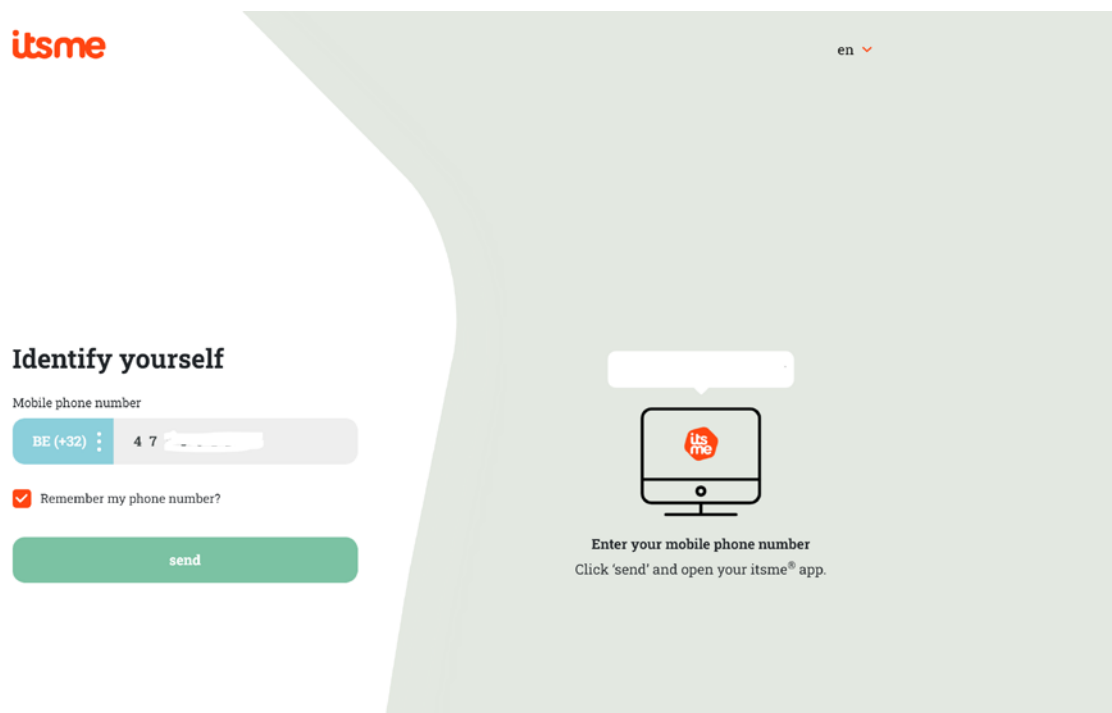 itsme
en
Identify yourself
Mobile phone number
BE (+32)
4 7
Remember my phone number?
send
its
me
Enter your mobile phone number
Click ‘send’ and open your itsme® app.